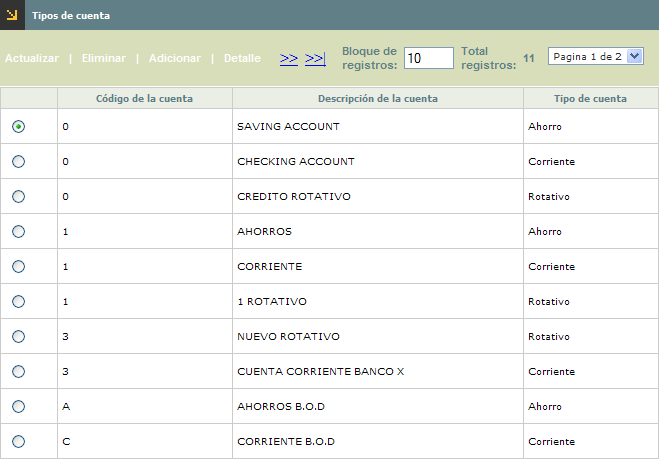 Tipos de cuenta
Actualizar | Eliminar | Adicionar | Detalle >> >>| Bloque de registros: 10 Total registros: 11 Pagina 1 de 2
Código de la cuenta Descripción de la cuenta Tipo de cuenta
0 SAVING ACCOUNT Ahorro
0 CHECKING ACCOUNT Corriente
0 CREDITO ROTATIVO Rotativo
1 AHORROS Ahorro
1 CORRIENTE Corriente
1 1 ROTATIVO Rotativo
3 NUEVO ROTATIVO Rotativo
3 CUENTA CORRIENTE BANCO X Corriente
A AHORROS B.O.D Ahorro
C CORRIENTE B.O.D Corriente